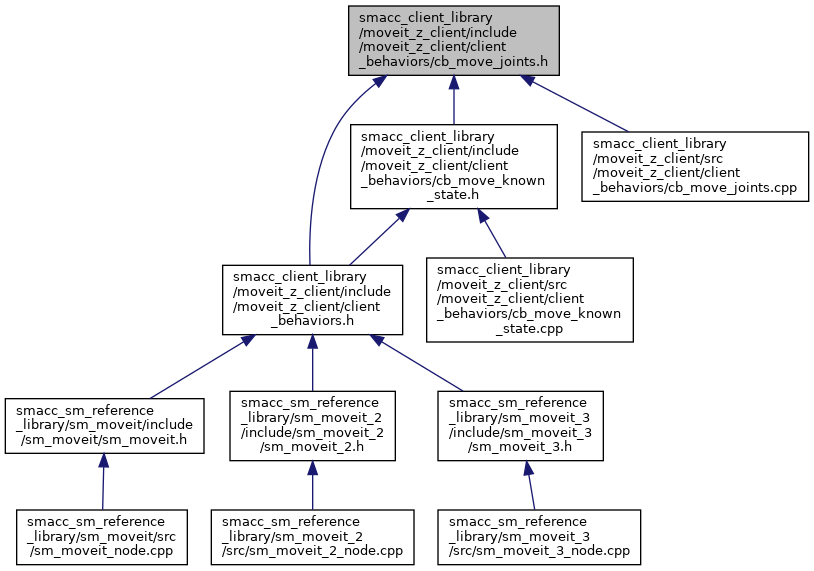 smacc_client_library
/moveit_z_client/include
/moveit_z_client/client
_behaviors/cb_move_joints.h
smacc_client_library
/moveit_z_client/include
/moveit_z_client/client
_behaviors/cb_move_known
_state.h
smacc_client_library
/moveit_z_client/src
/moveit_z_client/client
_behaviors/cb_move_joints.cpp
smacc_client_library
/moveit_z_client/include
/moveit_z_client/client
_behaviors.h
smacc_client_library
/moveit_z_client/src
/moveit_z_client/client
_behaviors/cb_move_known
_state.cpp
smacc_sm_reference
_library/sm_moveit/include
/sm_moveit/sm_moveit.h
smacc_sm_reference
_library/sm_moveit_2
/include/sm_moveit_2
/sm_moveit_2.h
smacc_sm_reference
_library/sm_moveit_3
/include/sm_moveit_3
/sm_moveit_3.h
smacc_sm_reference
_library/sm_moveit/src
/sm_moveit_node.cpp
smacc_sm_reference
_library/sm_moveit_2
/src/sm_moveit_2_node.cpp
smacc_sm_reference
_library/sm_moveit_3
/src/sm_moveit_3_node.cpp